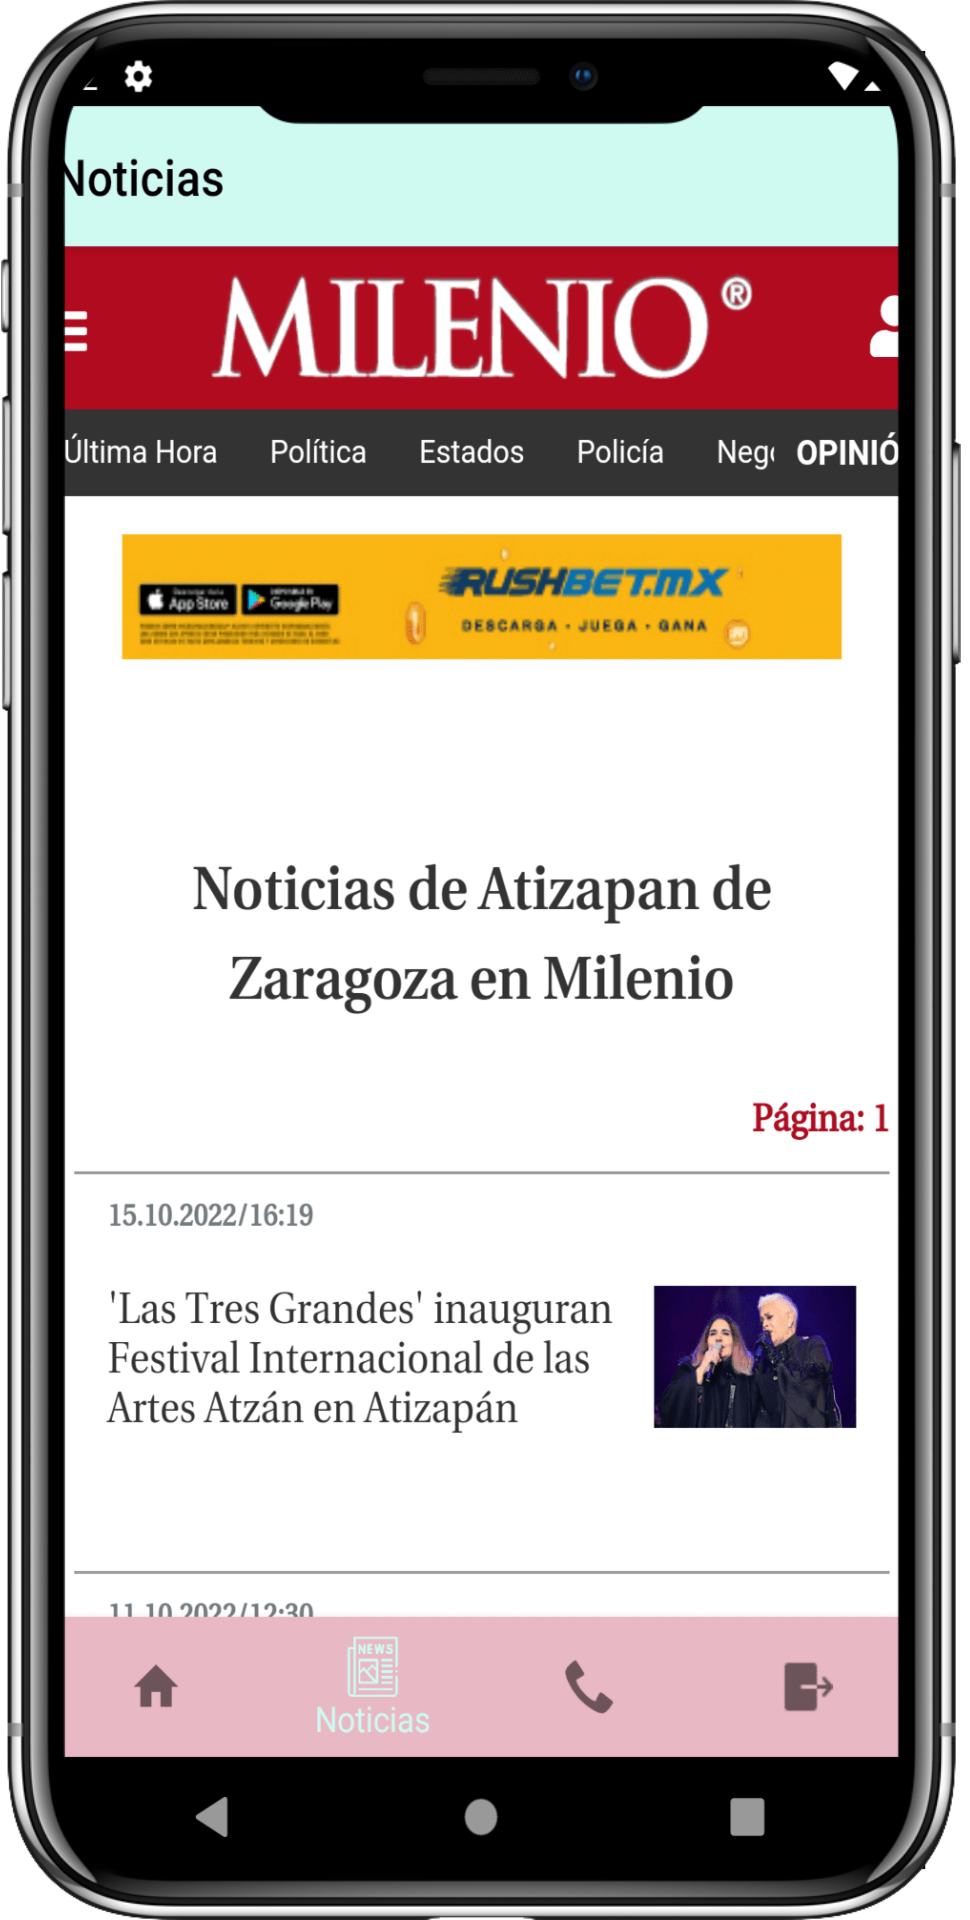 Noticias
MILENIO®
Última Hora Política Estados Policía Nego OPINIÓ
App Store
Google Play
RUSHBET.MX
DESCARGA - JUEGA - GANA
Noticias de Atizapan de
Zaragoza en Milenio
Página: 1
15.10.2022/16:19
'Las Tres Grandes' inauguran
Festival Internacional de las
Artes Atzán en Atizapán
11.10.2022/12:30
NEWS
Noticias